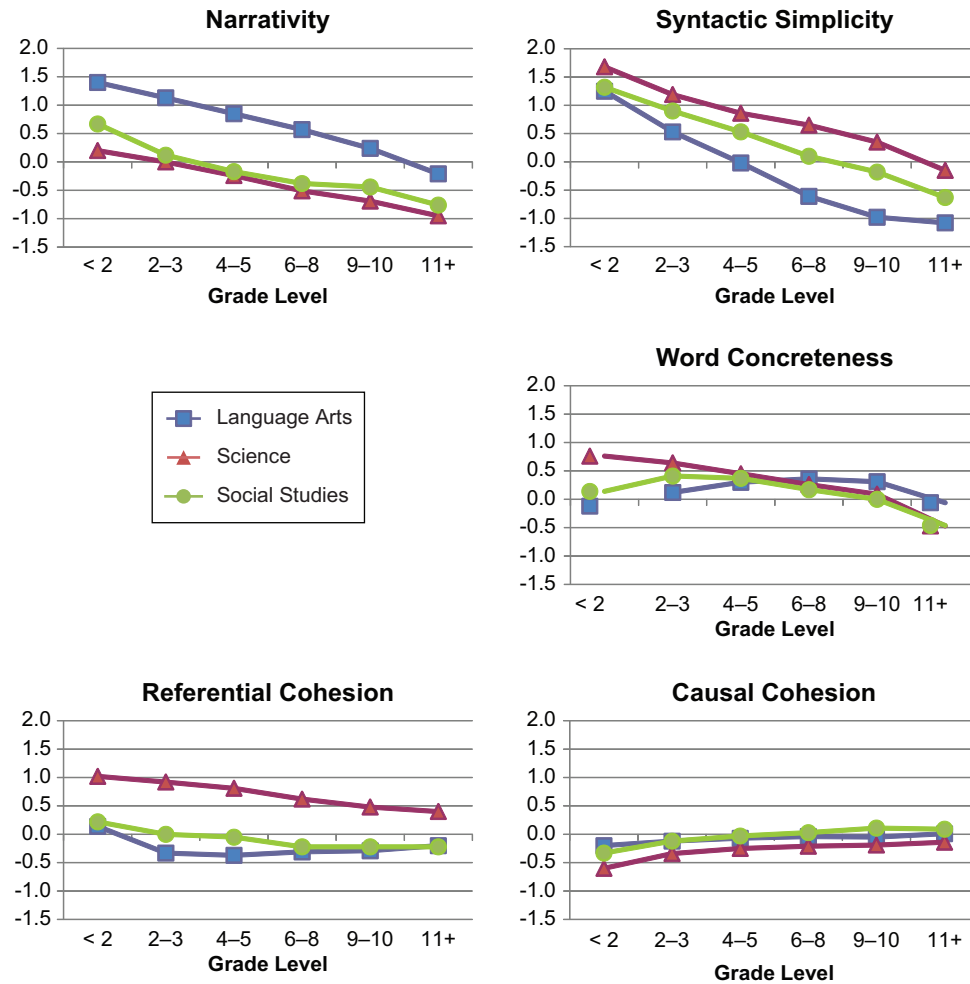 Narrativity
2.0
1.5
1.0
0.5
0.0
-0.5
-1.0
-1.5
< 2 2–3 4–5 6–8 9–10 11+
Grade Level
Syntactic Simplicity
2.0
1.5
1.0
0.5
0.0
-0.5
-1.0
-1.5
< 2 2–3 4–5 6–8 9–10 11+
Grade Level
Language Arts
Science
Social Studies
Word Concreteness
2.0
1.5
1.0
0.5
0.0
-0.5
-1.0
-1.5
< 2 2–3 4–5 6–8 9–10 11+
Grade Level
Referential Cohesion
2.0
1.5
1.0
0.5
0.0
-0.5
-1.0
-1.5
< 2 2–3 4–5 6–8 9–10 11+
Grade Level
Causal Cohesion
2.0
1.5
1.0
0.5
0.0
-0.5
-1.0
-1.5
< 2 2–3 4–5 6–8 9–10 11+
Grade Level